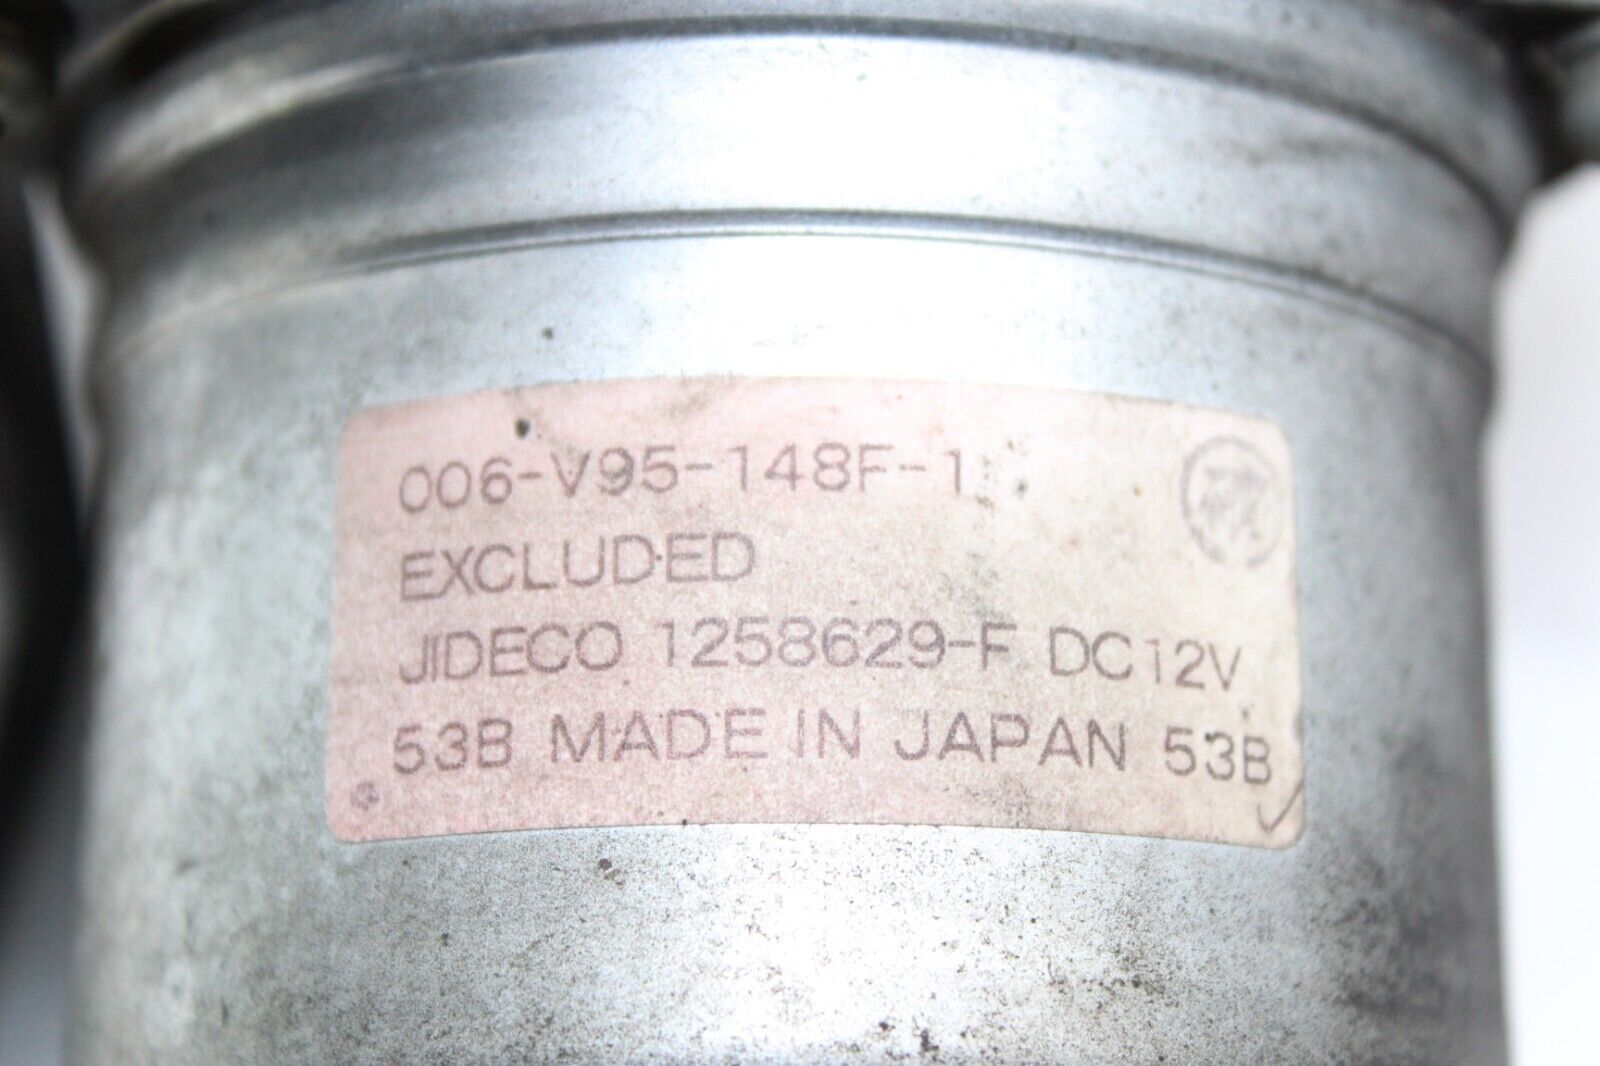 006-V95-148F-1
EXCLUDED
JIDECO 1258629-F DC12V
53B MADE IN JAPAN 53B